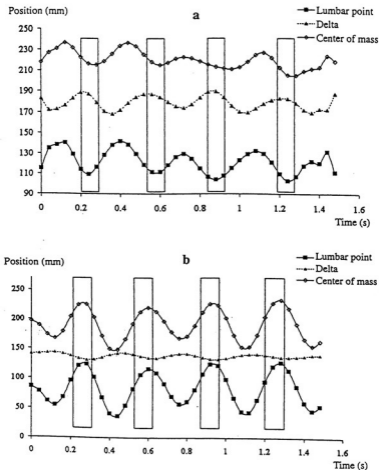 Position (mm)
a
Lumbar point
Delta
Center of mass
250
230
210
190
170
150
130
110
90
0 0.2 0.4 0.6 0.8 1 1.2 1.4 1.6
Time (s)
Position (mm)
b
Lumbar point
Delta
Center of mass
250
200
150
100
50
0
0 0.2 0.4 0.6 0.8 1 1.2 1.4 1.6
Time (s)